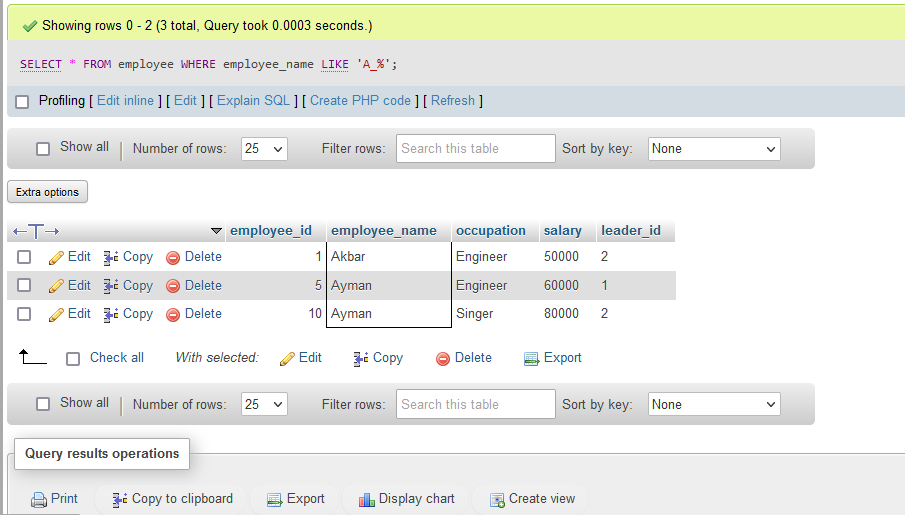 Showing rows 0 - 2 (3 total, Query took 0.0003 seconds.)
SELECT * FROM employee WHERE employee_name LIKE 'A_%';
Profiling [ Edit inline ] [ Edit ] [ Explain SQL ] [ Create PHP code ] [ Refresh ]
Show all Number of rows: 25 Filter rows: Search this table Sort by key: None
Extra options
employee_id employee_name occupation salary leader_id
Edit Copy Delete 1 Akbar Engineer 50000 2
Edit Copy Delete 5 Ayman Engineer 60000 1
Edit Copy Delete 10 Ayman Singer 80000 2
Check all With selected: Edit Copy Delete Export
Show all Number of rows: 25 Filter rows: Search this table Sort by key: None
Query results operations
Print Copy to clipboard Export Display chart Create view